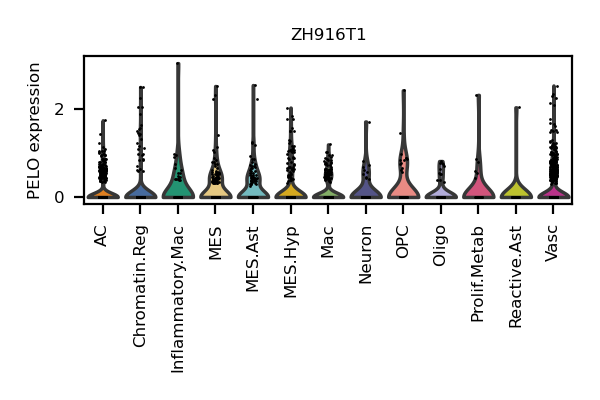 ZH916T1
PELO expression
2
0
AC
Chromatin.Reg
Inflammatory.Mac
MES
MES.Ast
MES.Hyp
Mac
Neuron
OPC
Oligo
Prolif.Metab
Reactive.Ast
Vasc